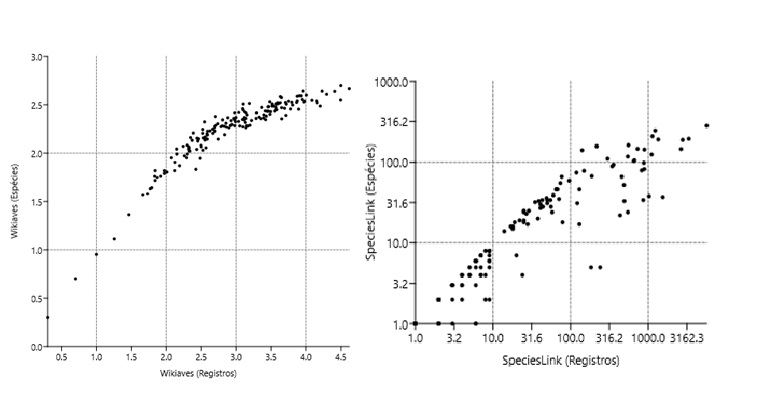 3.0
2.5
2.0
1.5
1.0
0.5
0.0
Wikiaves (Espécies)
0.5 1.0 1.5 2.0 2.5 3.0 3.5 4.0 4.5
Wikiaves (Registros)
1000.0
316.2
100.0
31.6
10.0
3.2
1.0
SpeciesLink (Espécies)
1.0 3.2 10.0 31.6 100.0 316.2 1000.0 3162.3
SpeciesLink (Registros)